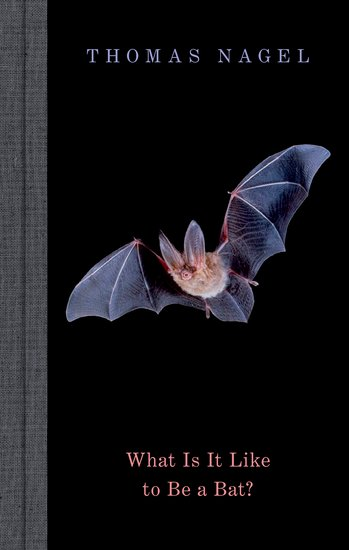 THOMAS NAGEL
What Is It Like
to Be a Bat?